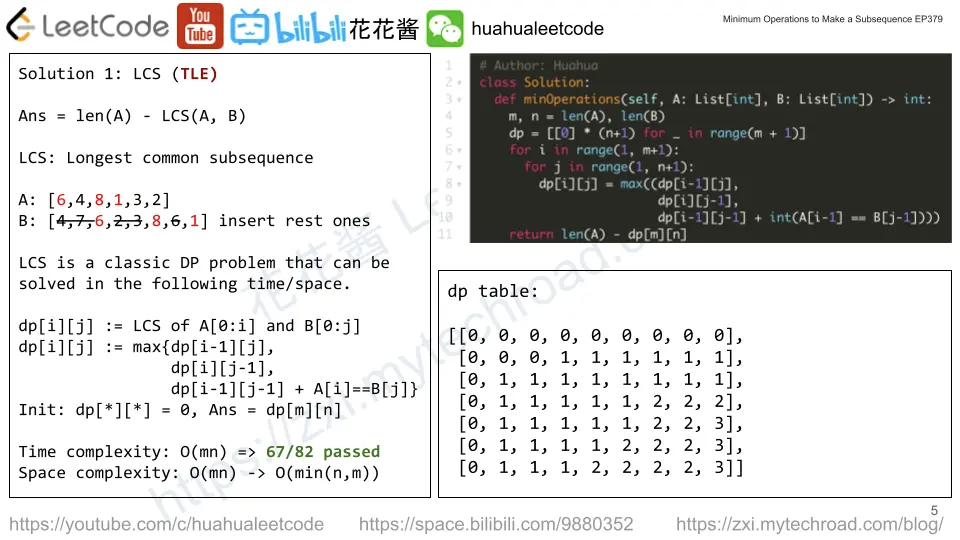 LeetCode
You
Tube
bilibili
花花酱
huahualeetcode
Minimum Operations to Make a Subsequence EP379
Solution 1: LCS (TLE)
Ans = len(A) - LCS(A, B)
LCS: Longest common subsequence
A: [6,4,8,1,3,2]
B: [4,7,6,2,3,8,6,1] insert rest ones
LCS is a classic DP problem that can be
solved in the following time/space.
dp[i][j] := LCS of A[0:i] and B[0:j]
dp[i][j] := max{dp[i-1][j],
dp[i][j-1],
dp[i-1][j-1] + A[i]==B[j]}
Init: dp[*][*] = 0, Ans = dp[m][n]
Time complexity: O(mn) => 67/82 passed
Space complexity: O(mn) -> O(min(n,m))
1 # Author: Huahua
2 class Solution:
3 def minOperations(self, A: List[int], B: List[int]) -> int:
4 m, n = len(A), len(B)
5 dp = [[0] * (n+1) for _ in range(m + 1)]
6 for i in range(1, m+1):
7 for j in range(1, n+1):
8 dp[i][j] = max((dp[i-1][j],
9 dp[i][j-1],
10 dp[i-1][j-1] + int(A[i-1] == B[j-1])))
11 return len(A) - dp[m][n]
dp table:
[[0, 0, 0, 0, 0, 0, 0, 0, 0],
[0, 0, 0, 1, 1, 1, 1, 1, 1],
[0, 1, 1, 1, 1, 1, 1, 1, 1],
[0, 1, 1, 1, 1, 1, 2, 2, 2],
[0, 1, 1, 1, 1, 1, 2, 2, 3],
[0, 1, 1, 1, 1, 2, 2, 2, 3],
[0, 1, 1, 1, 2, 2, 2, 2, 3]]
花花酱 Le
https://zxi.mytechroad.c
5
https://youtube.com/c/huahualeetcode
https://space.bilibili.com/9880352
https://zxi.mytechroad.com/blog/